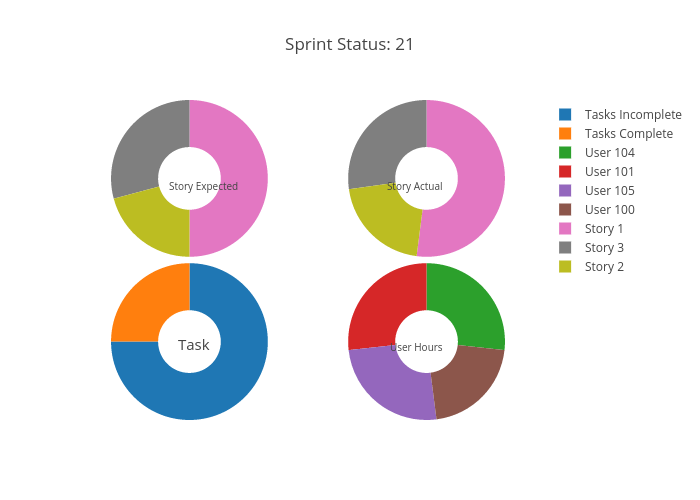 Sprint Status: 21
Story Expected
Story Actual
Task
User Hours
Tasks Incomplete
Tasks Complete
User 104
User 101
User 105
User 100
Story 1
Story 3
Story 2